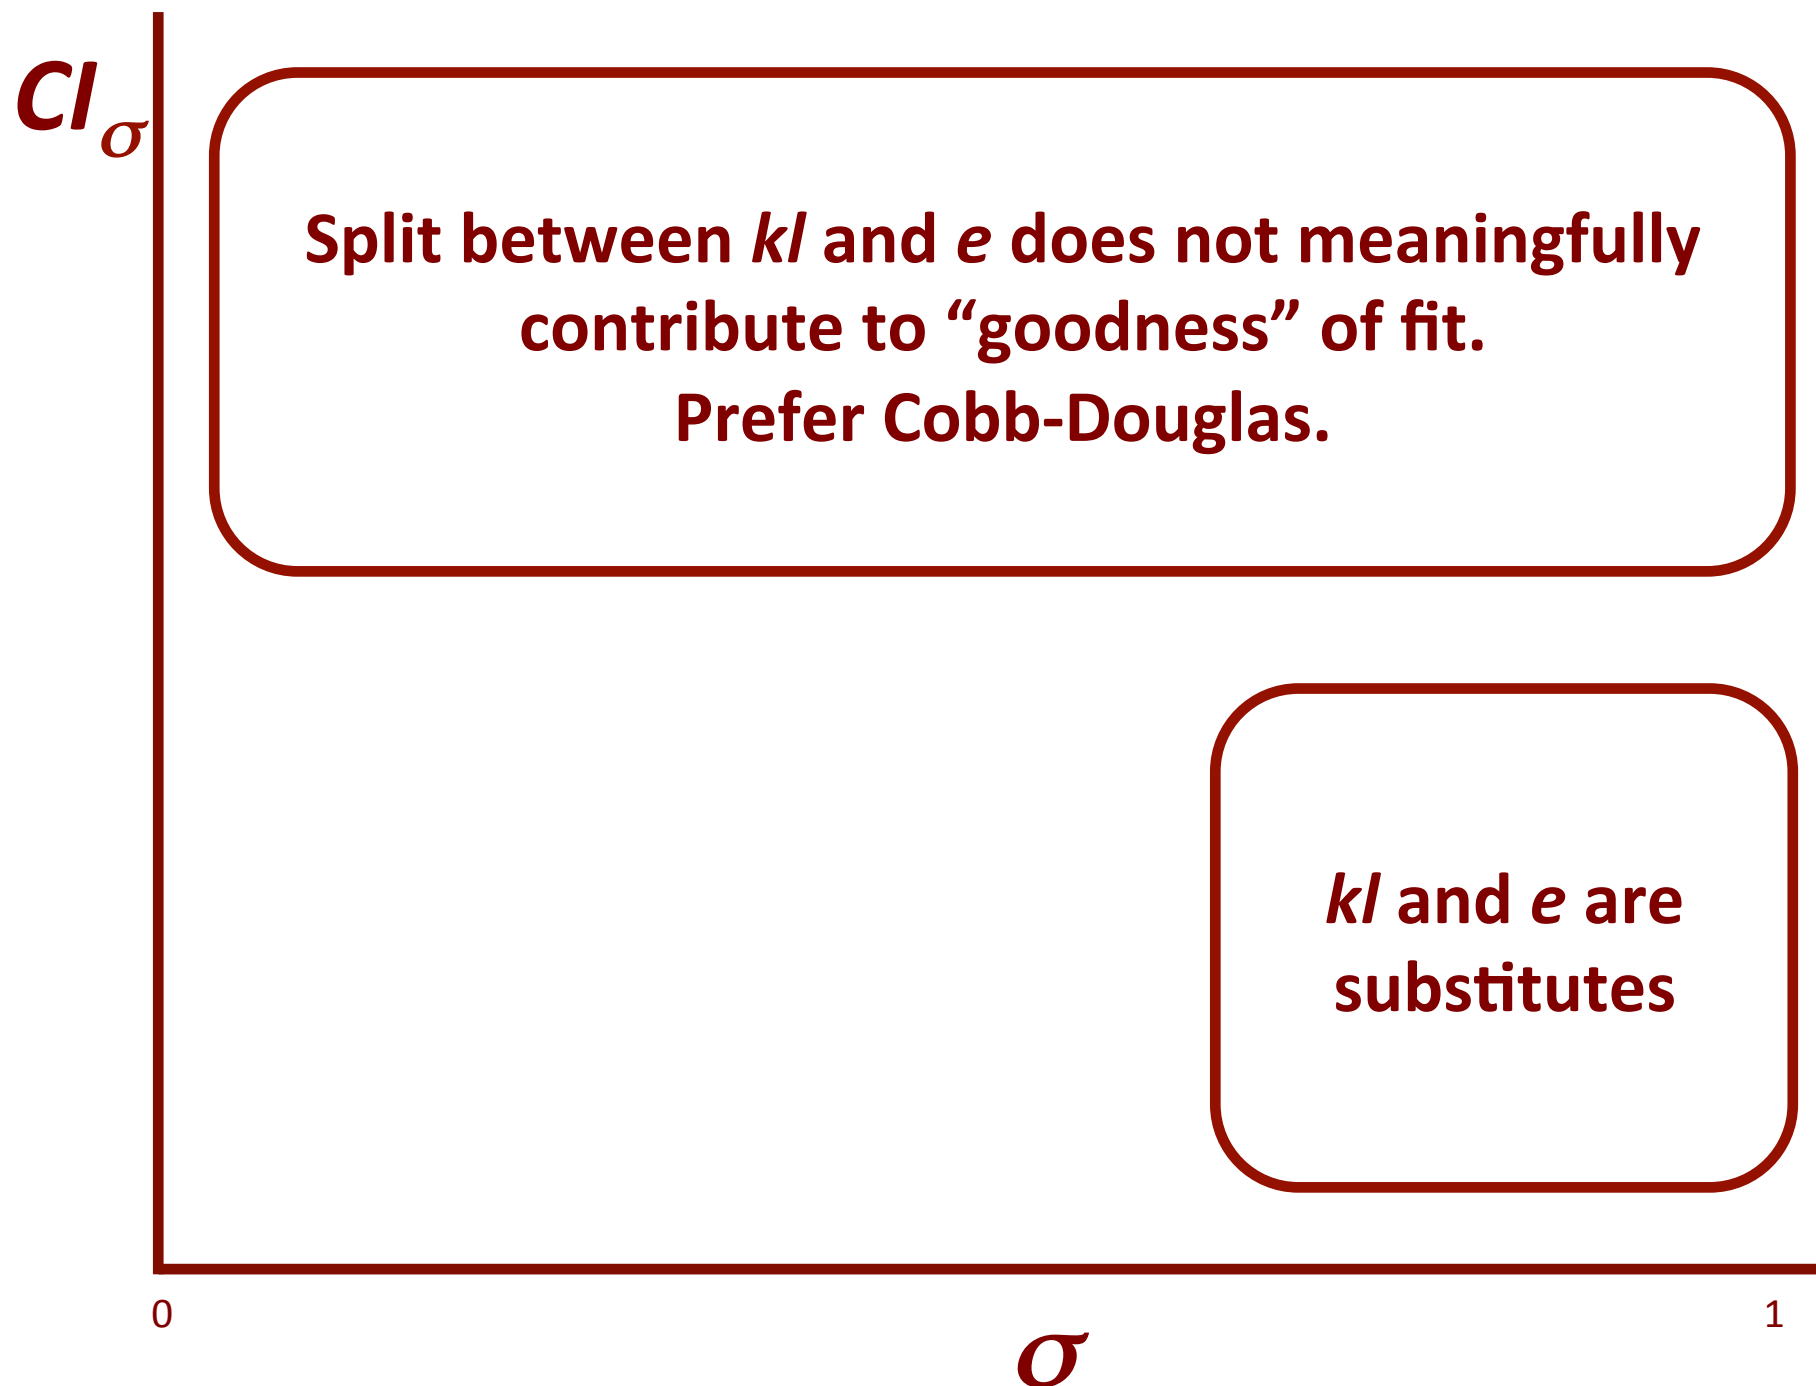 CIσ
Split between kl and e does not meaningfully
contribute to “goodness” of fit.
Prefer Cobb-Douglas.
kl and e are
substitutes
0
1
σ